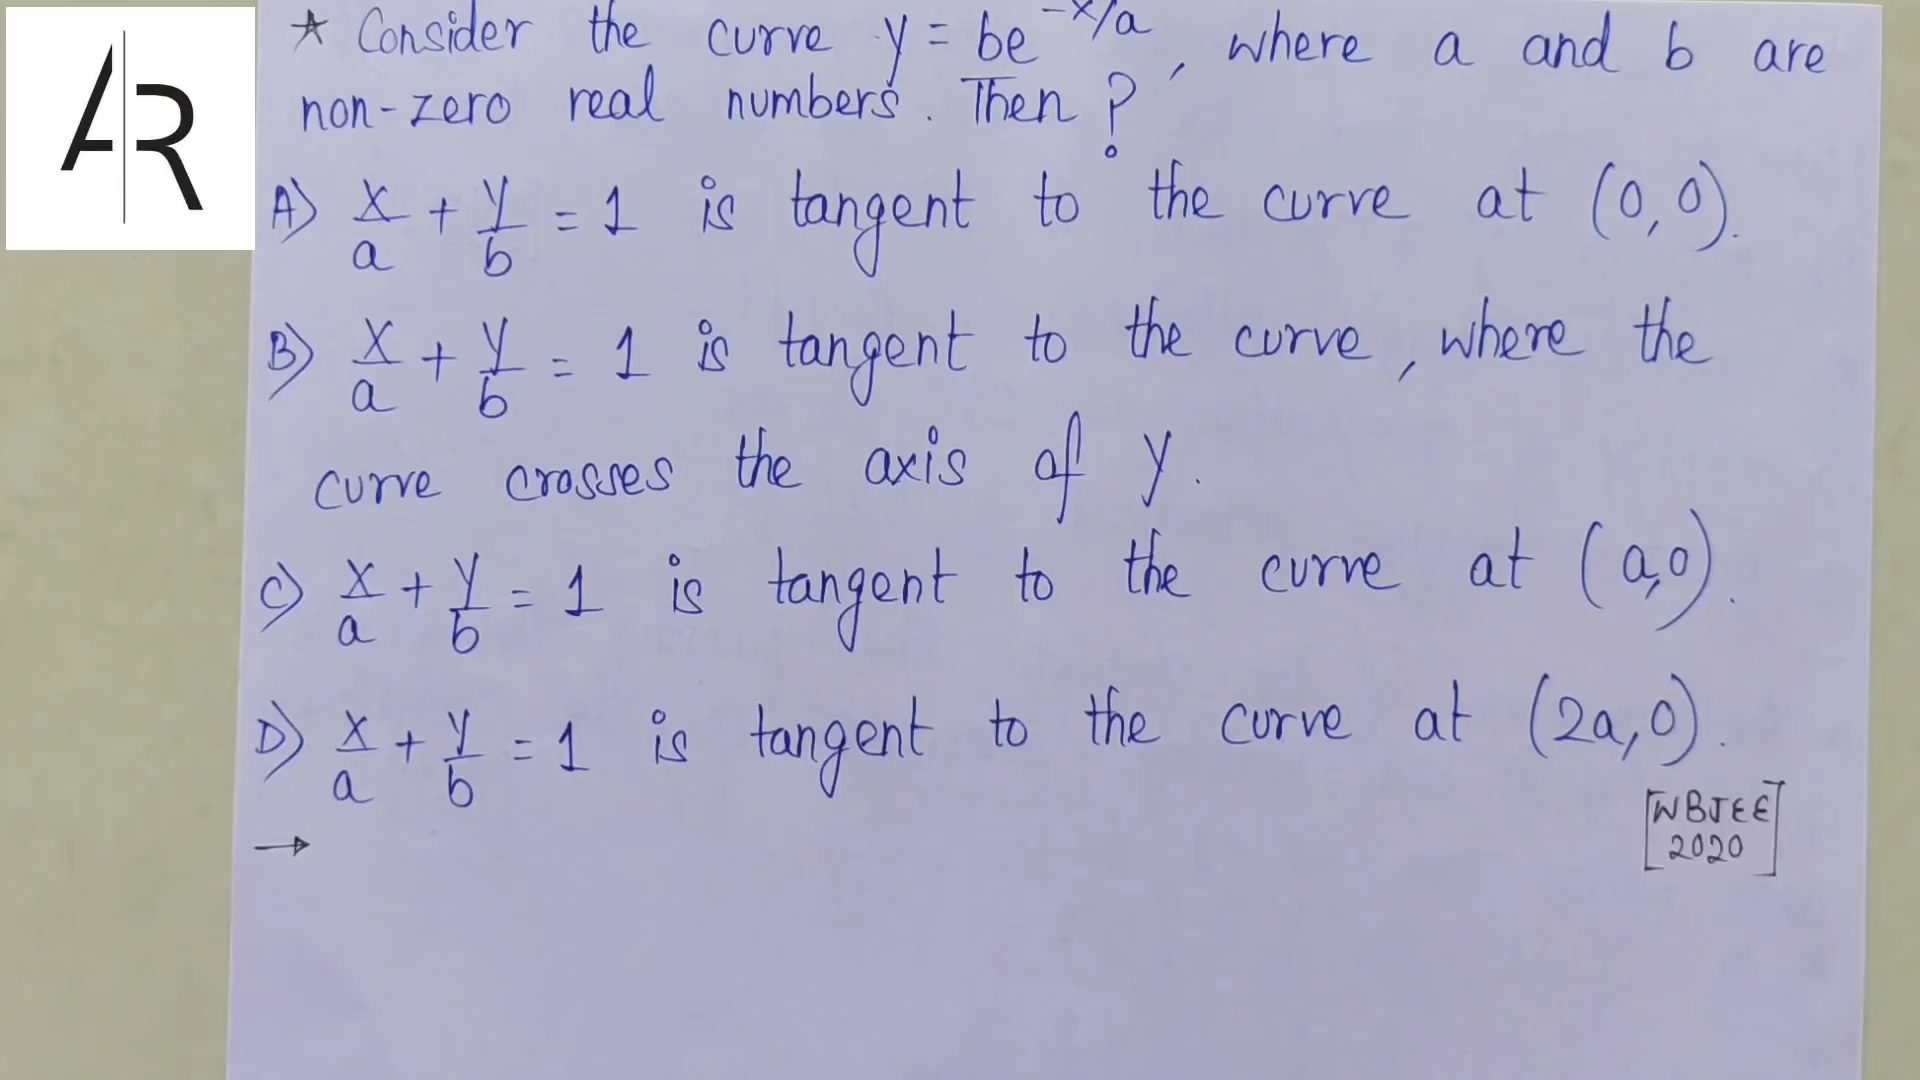 AR
★ Consider the curve y = be^{-x/a}, where a and b are
non-zero real numbers. Then ?
A) x/a + y/b = 1 is tangent to the curve at (0, 0).
B) x/a + y/b = 1 is tangent to the curve, where the
curve crosses the axis of y.
C) x/a + y/b = 1 is tangent to the curve at (a,0).
D) x/a + y/b = 1 is tangent to the curve at (2a,0).
[WBJEE
2020]
→